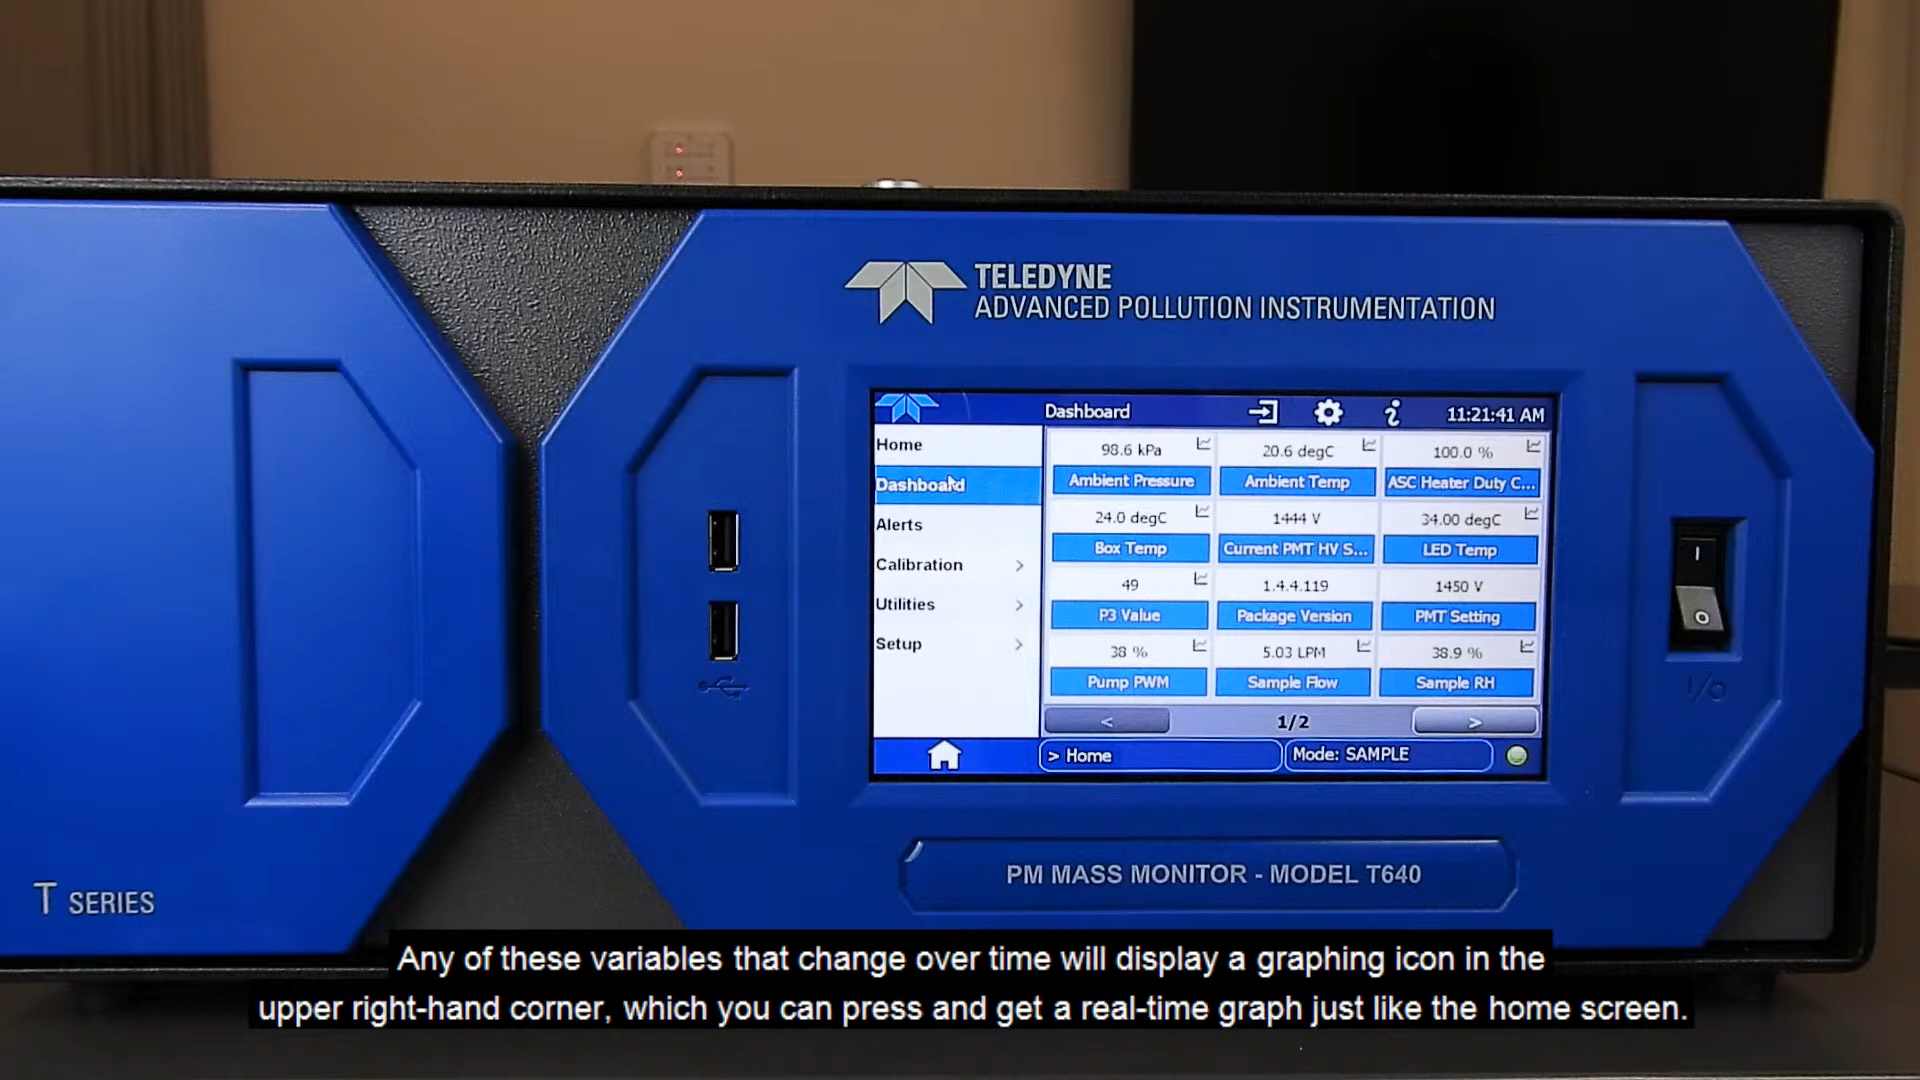 TELEDYNE
ADVANCED POLLUTION INSTRUMENTATION
Dashboard
11:21:41 AM
Home
Dashboard
Alerts
Calibration >
Utilities >
Setup >
98.6 kPa 20.6 degC 100.0 %
Ambient Pressure Ambient Temp ASC Heater Duty C...
24.0 degC 1444 V 34.00 degC
Box Temp Current PMT HV S... LED Temp
49 1.4.4.119 1450 V
P3 Value Package Version PMT Setting
38 % 5.03 LPM 38.9 %
Pump PWM Sample Flow Sample RH
< 1/2 >
> Home Mode: SAMPLE
I
O
I/O
PM MASS MONITOR - MODEL T640
T SERIES
Any of these variables that change over time will display a graphing icon in the
upper right-hand corner, which you can press and get a real-time graph just like the home screen.